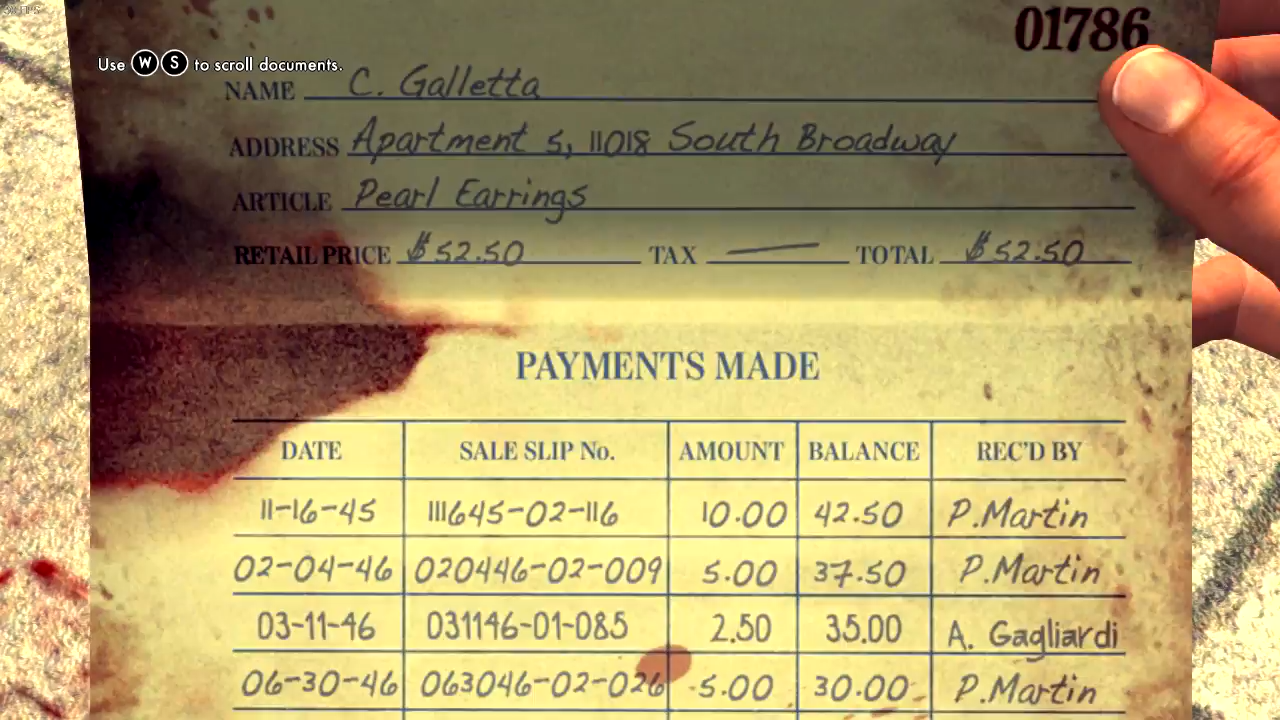 01786
Use W S to scroll documents.
NAME C. Galletta
ADDRESS Apartment 5, 11018 South Broadway
ARTICLE Pearl Earrings
RETAIL PRICE $52.50 TAX — TOTAL $52.50
PAYMENTS MADE
DATE SALE SLIP No. AMOUNT BALANCE REC'D BY
11-16-45 111645-02-116 10.00 42.50 P.Martin
02-04-46 020446-02-009 5.00 37.50 P.Martin
03-11-46 031146-01-085 2.50 35.00 A. Gagliardi
06-30-46 063046-02-026 5.00 30.00 P.Martin